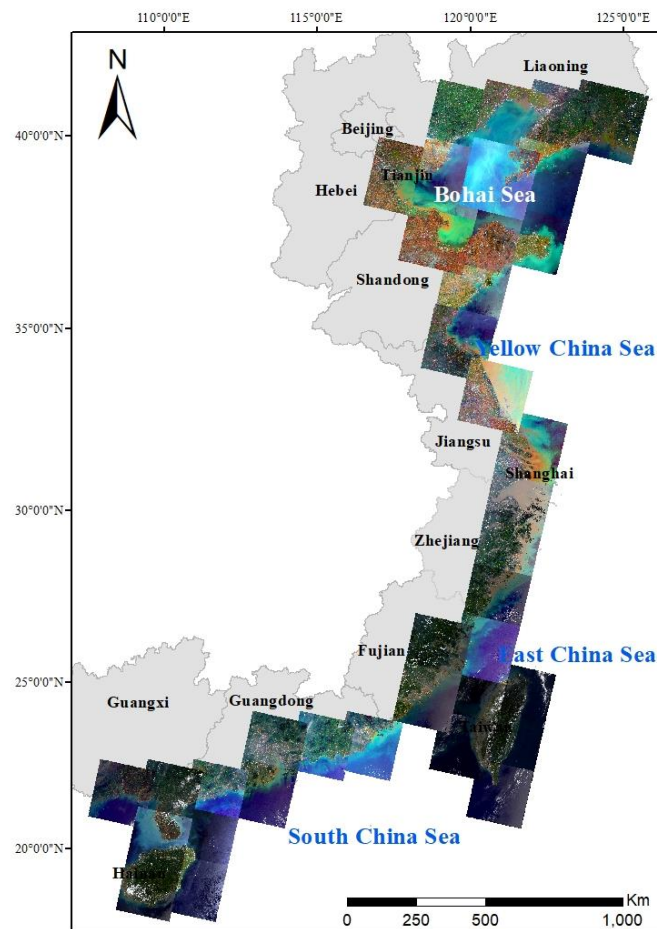 110°0'0"E 115°0'0"E 120°0'0"E 125°0'0"E
N
Liaoning
40°0'0"N
Beijing
Tianjin
Hebei
Bohai Sea
Shandong
35°0'0"N
Yellow China Sea
Jiangsu
Shanghai
30°0'0"N
Zhejiang
Fujian
East China Sea
25°0'0"N
Guangxi
Guangdong
Taiwan
South China Sea
20°0'0"N
Hainan
Km
0 250 500 1,000